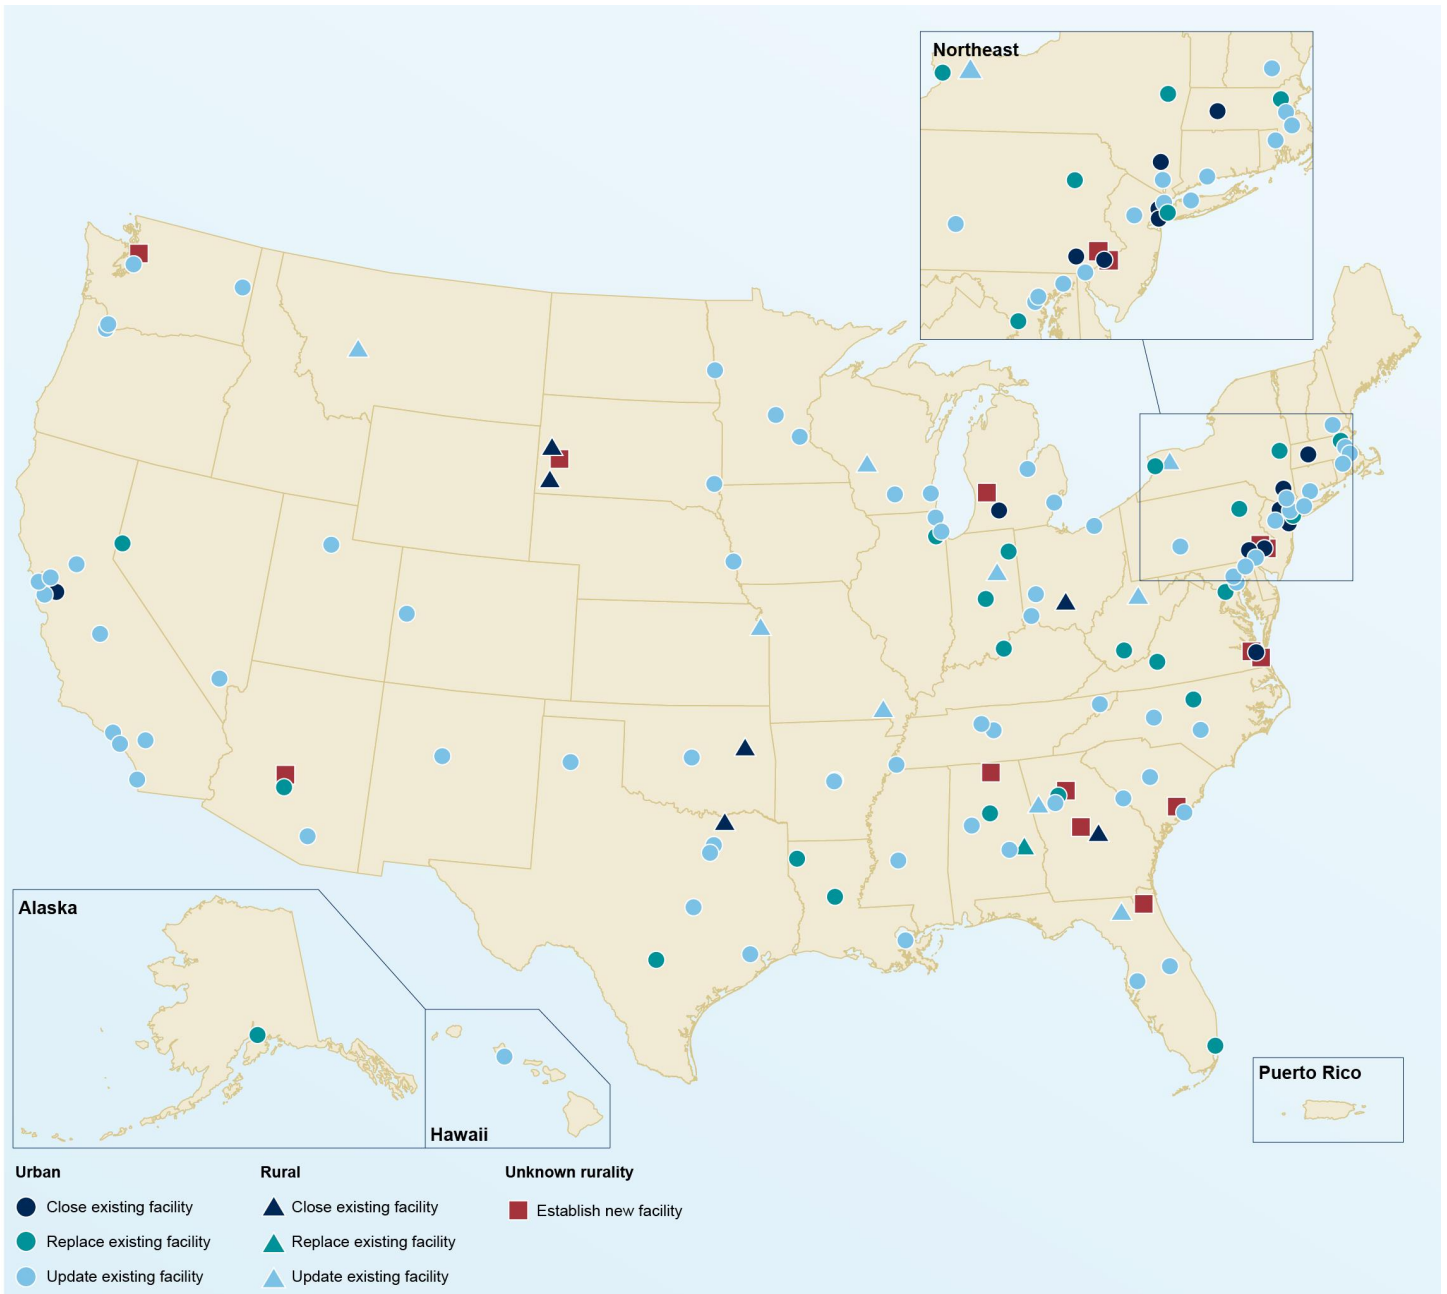 Northeast
Alaska
Hawaii
Puerto Rico
Urban
Close existing facility
Replace existing facility
Update existing facility
Rural
Close existing facility
Replace existing facility
Update existing facility
Unknown rurality
Establish new facility